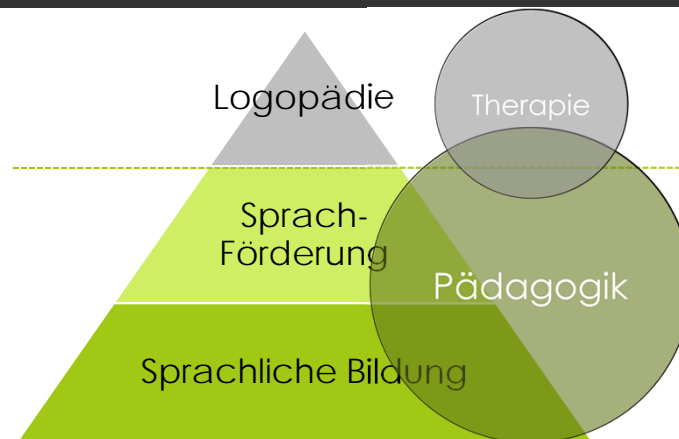 Logopädie
Therapie
Sprach-
Förderung
Pädagogik
Sprachliche Bildung